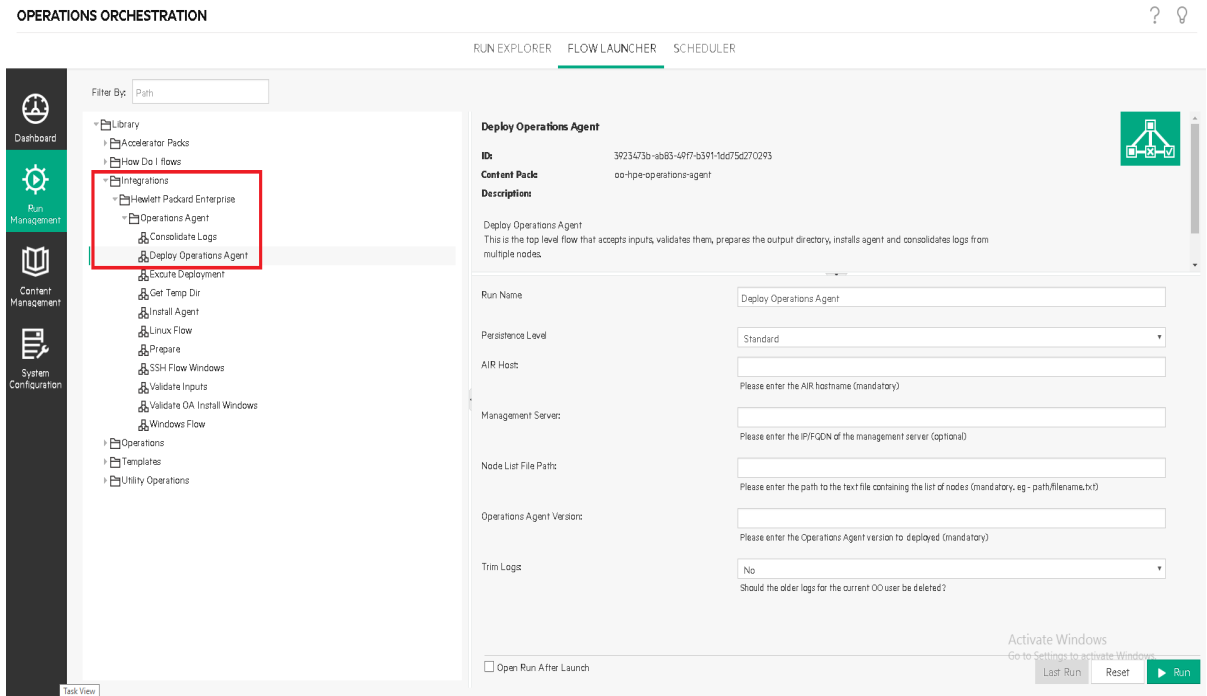 OPERATIONS ORCHESTRATION
RUN EXPLORER FLOW LAUNCHER SCHEDULER
Dashboard
Run
Management
Content
Management
System
Configuration
Filter By: Path
Library
Accelerator Packs
How Do I flows
Integrations
Hewlett Packard Enterprise
Operations Agent
Consolidate Logs
Deploy Operations Agent
Excute Deployment
Get Temp Dir
Install Agent
Linux Flow
Prepare
SSH Flow Windows
Validate Inputs
Validate OA Install Windows
Windows Flow
Operations
Templates
Utility Operations
Deploy Operations Agent
ID: 3923473b-ab83-49f7-b391-1dd75d270293
Content Pack: oo-hpe-operations-agent
Description:
Deploy Operations Agent
This is the top level flow that accepts inputs, validates them, prepares the output directory, installs agent and consolidates logs from
multiple nodes.
Run Name Deploy Operations Agent
Persistence Level Standard
AIR Host:
Please enter the AIR hostname (mandatory)
Management Server:
Please enter the IP/FQDN of the management server (optional)
Node List File Path:
Please enter the path to the text file containing the list of nodes (mandatory. eg - path/filename.txt)
Operations Agent Version:
Please enter the Operations Agent version to deployed (mandatory)
Trim Logs: No
Should the older logs for the current OO user be deleted?
Activate Windows
Go to Settings to activate Windows.
Open Run After Launch
Last Run Reset Run
Task View